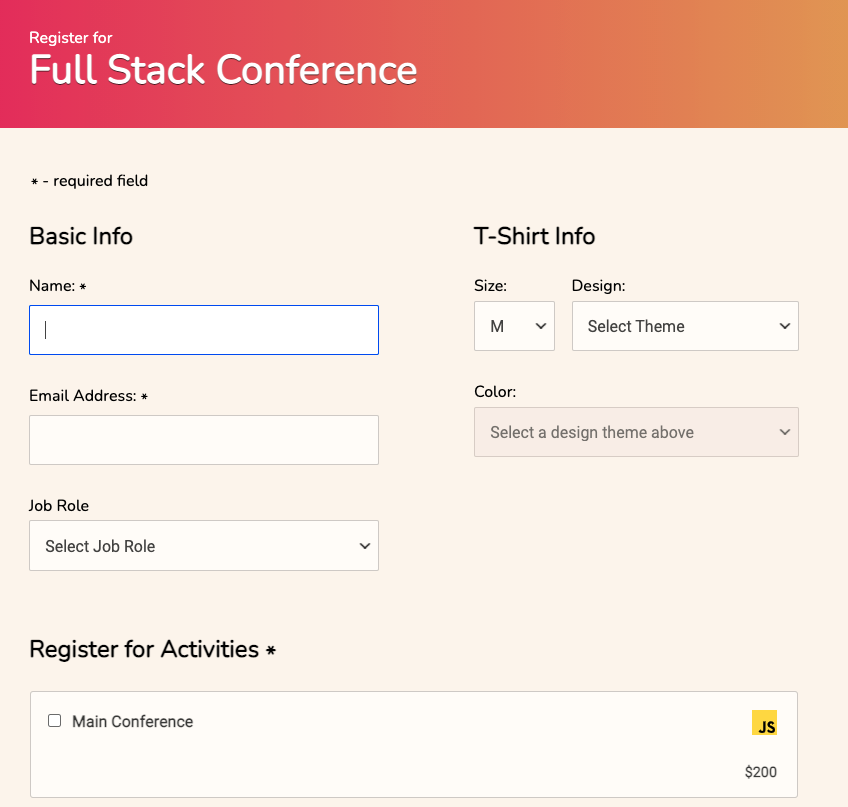 Register for
Full Stack Conference
* - required field
Basic Info
Name: *
Email Address: *
Job Role
Select Job Role
T-Shirt Info
Size:
Design:
M
Select Theme
Color:
Select a design theme above
Register for Activities *
Main Conference
JS
$200